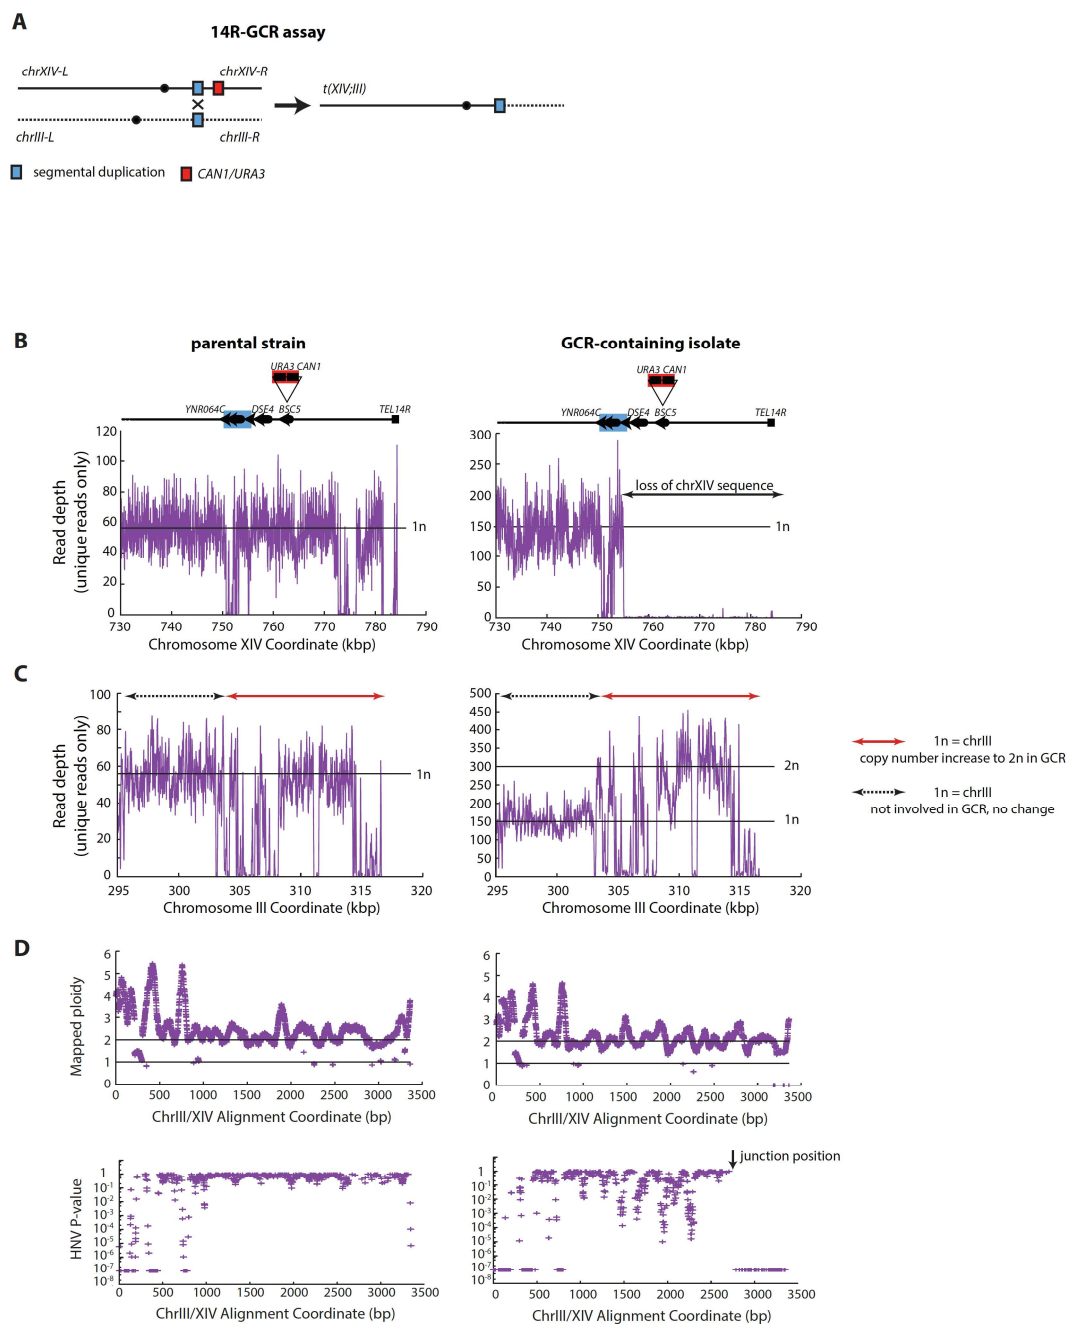 A
14R-GCR assay
chrXIV-L
chrXIV-R
t(XIV;III)
chrIII-L
chrIII-R
segmental duplication
CAN1/URA3
B
parental strain
GCR-containing isolate
URA3 CAN1
YNR064C
DSE4
BSC5
TEL14R
120
100
80
60
40
20
0
1n
730
740
750
760
770
780
790
Read depth
(unique reads only)
Chromosome XIV Coordinate (kbp)
URA3 CAN1
YNR064C
DSE4
BSC5
TEL14R
300
250
200
150
100
50
0
loss of chrXIV sequence
1n
730
740
750
760
770
780
790
Chromosome XIV Coordinate (kbp)
C
100
80
60
40
20
0
1n
295
300
305
310
315
320
Read depth
(unique reads only)
Chromosome III Coordinate (kbp)
500
450
400
350
300
250
200
150
100
50
0
2n
1n
295
300
305
310
315
320
Chromosome III Coordinate (kbp)
1n = chrIII
copy number increase to 2n in GCR
1n = chrIII
not involved in GCR, no change
D
Mapped ploidy
6
5
4
3
2
1
0
0
500
1000
1500
2000
2500
3000
3500
ChrIII/XIV Alignment Coordinate (bp)
6
5
4
3
2
1
0
0
500
1000
1500
2000
2500
3000
3500
ChrIII/XIV Alignment Coordinate (bp)
HNV P-value
1
10-1
10-2
10-3
10-4
10-5
10-6
10-7
10-8
0
500
1000
1500
2000
2500
3000
3500
ChrIII/XIV Alignment Coordinate (bp)
junction position
1
10-1
10-2
10-3
10-4
10-5
10-6
10-7
10-8
0
500
1000
1500
2000
2500
3000
3500
ChrIII/XIV Alignment Coordinate (bp)